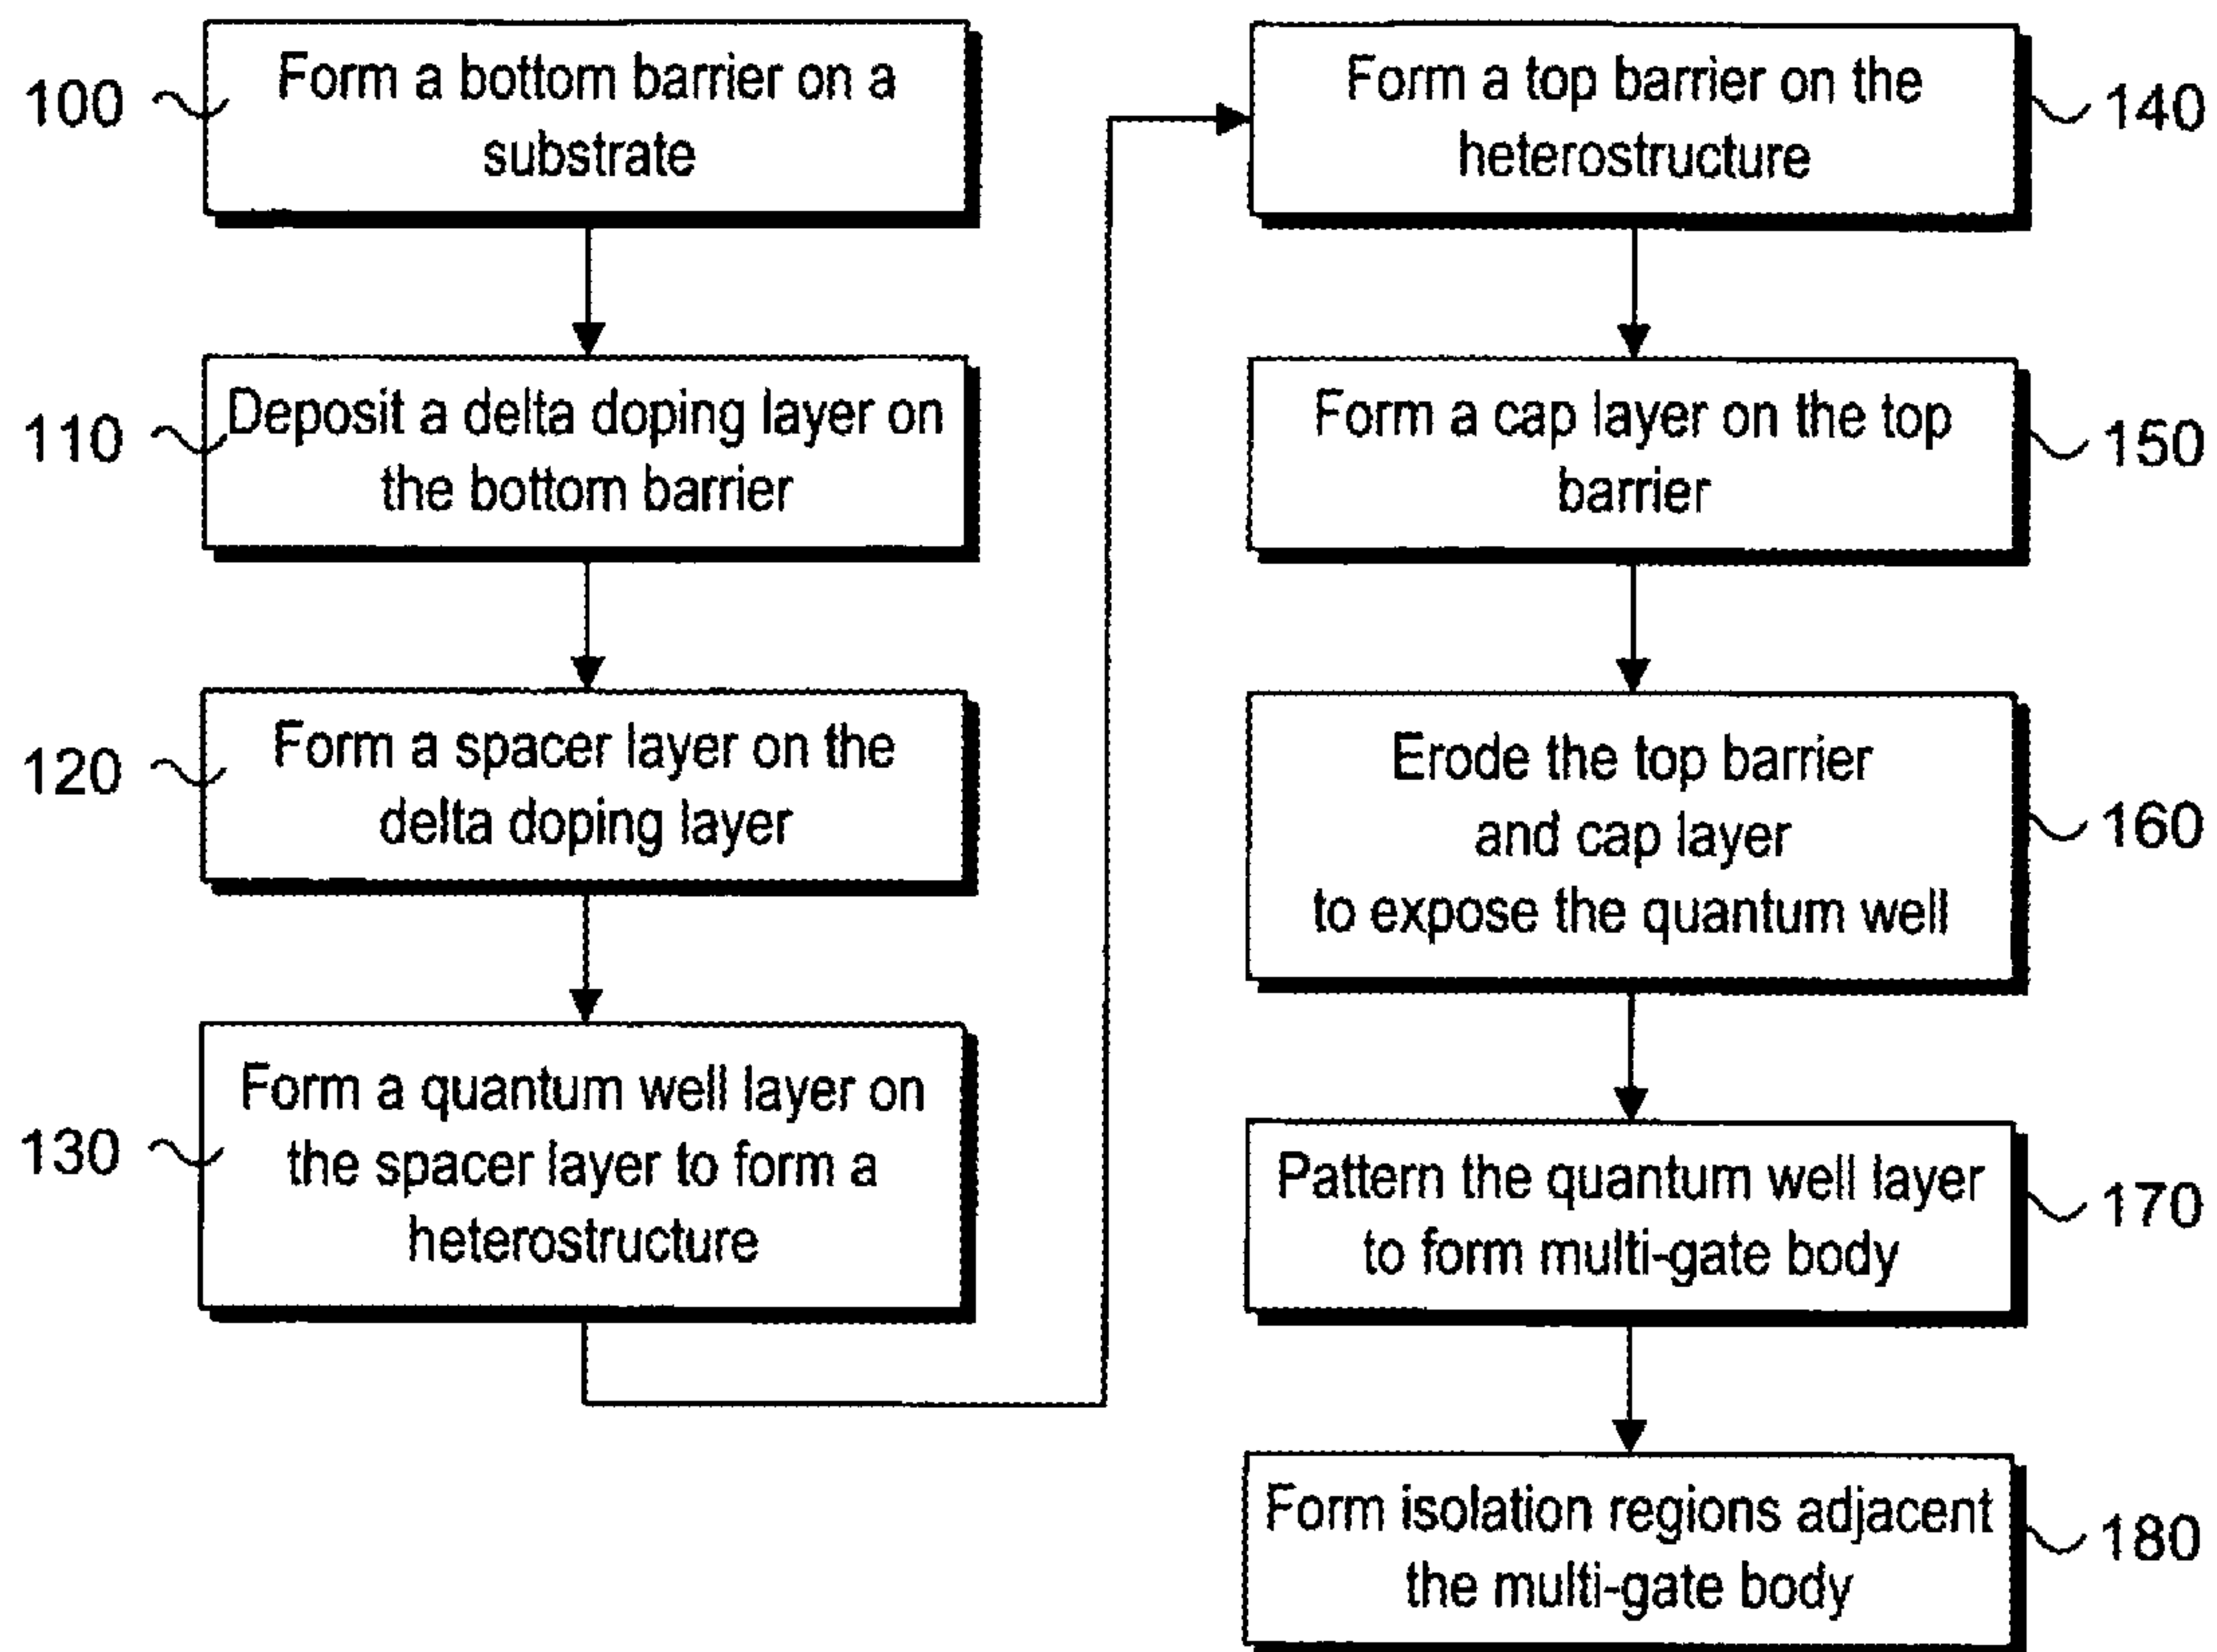 100
Form a bottom barrier on a
substrate
110
Deposit a delta doping layer on
the bottom barrier
120
Form a spacer layer on the
delta doping layer
130
Form a quantum well layer on
the spacer layer to form a
heterostructure
Form a top barrier on the
heterostructure
140
Form a cap layer on the top
barrier
150
Erode the top barrier
and cap layer
to expose the quantum well
160
Pattern the quantum well layer
to form multi-gate body
170
Form isolation regions adjacent
the multi-gate body
180